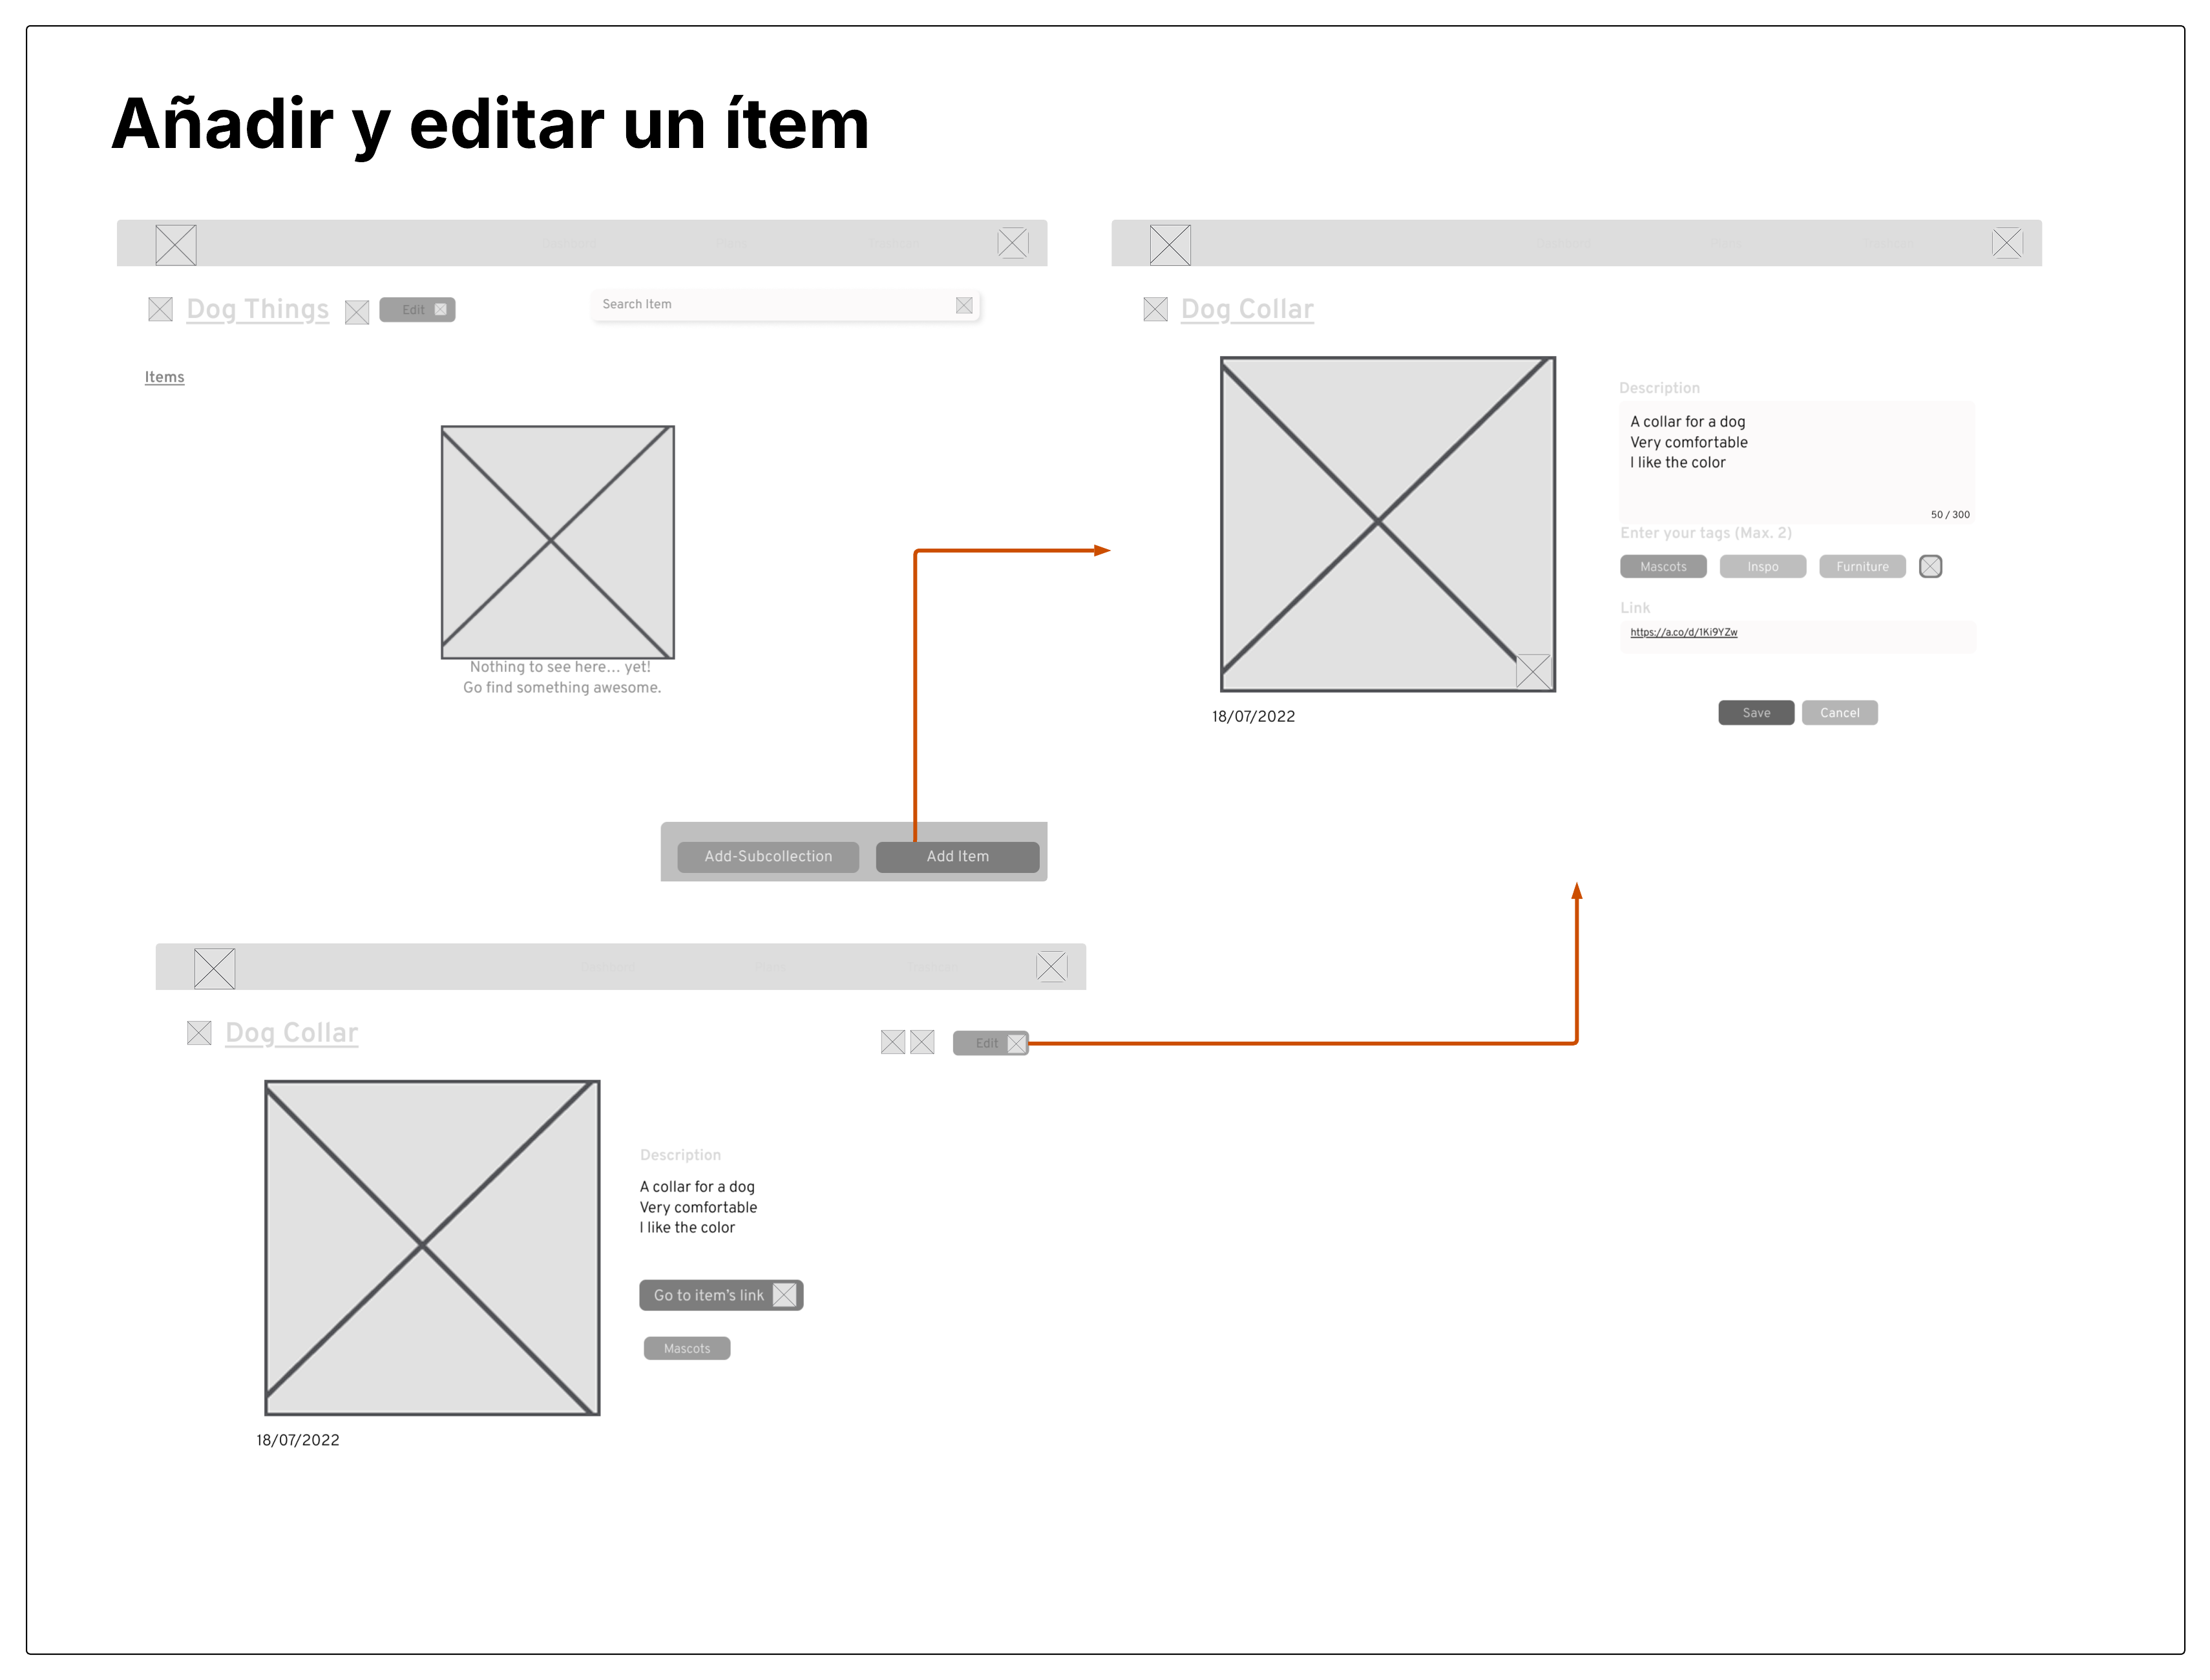 Añadir y editar un ítem
Dog Things
Edit
Search Item
Items
Nothing to see here... yet!
Go find something awesome.
Add-Subcollection
Add Item
Dog Collar
Description
A collar for a dog
Very comfortable
I like the color
50 / 300
Enter your tags (Max. 2)
Mascots
Inspo
Furniture
Link
https://a.co/d/1Ki9YZw
Save
Cancel
18/07/2022
Dog Collar
Edit
Description
A collar for a dog
Very comfortable
I like the color
Go to item's link
Mascots
18/07/2022